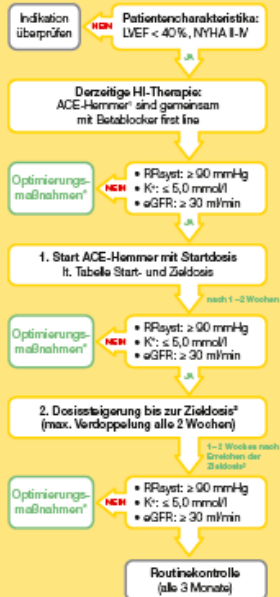 Indikation
überprüfen
NEIN
Patientencharakteristika:
LVEF < 40%, NYHA II-IV
JA
Derzeitige HI-Therapie:
ACE-Hemmer¹ sind gemeinsam
mit Betablocker first line
Optimierungs-
maßnahmen*
NEIN
• RRsyst: ≥ 90 mmHg
• K⁺: ≤ 5,0 mmol/l
• eGFR: ≥ 30 ml/min
JA
1. Start ACE-Hemmer mit Startdosis
lt. Tabelle Start- und Zieldosis
nach 1–2 Wochen
Optimierungs-
maßnahmen*
NEIN
• RRsyst: ≥ 90 mmHg
• K⁺: ≤ 5,0 mmol/l
• eGFR: ≥ 30 ml/min
JA
2. Dosissteigerung bis zur Zieldosis²
(max. Verdoppelung alle 2 Wochen)
1–2 Wochen nach
Erreichen der
Zieldosis²
Optimierungs-
maßnahmen*
NEIN
• RRsyst: ≥ 90 mmHg
• K⁺: ≤ 5,0 mmol/l
• eGFR: ≥ 30 ml/min
Routinekontrolle
(alle 3 Monate)